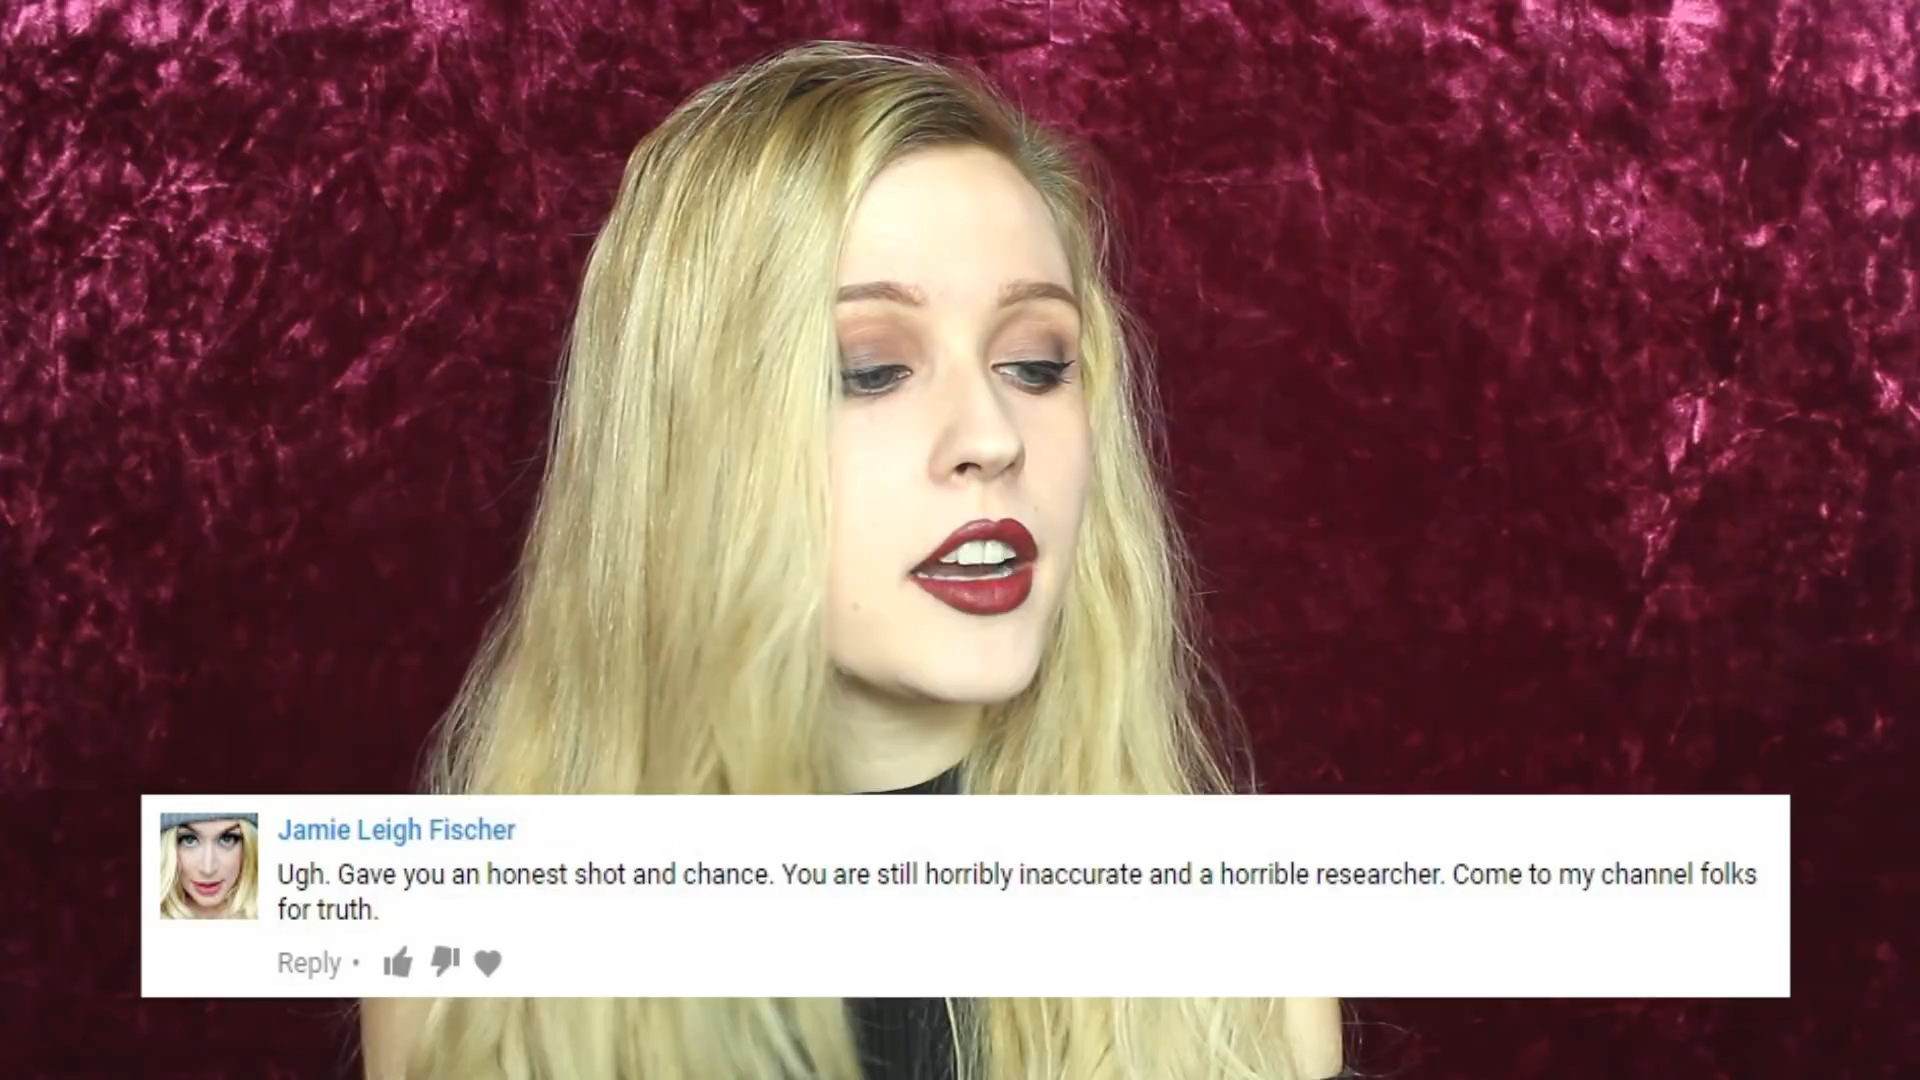 Jamie Leigh Fischer
Ugh. Gave you an honest shot and chance. You are still horribly inaccurate and a horrible researcher. Come to my channel folks
for truth.
Reply •